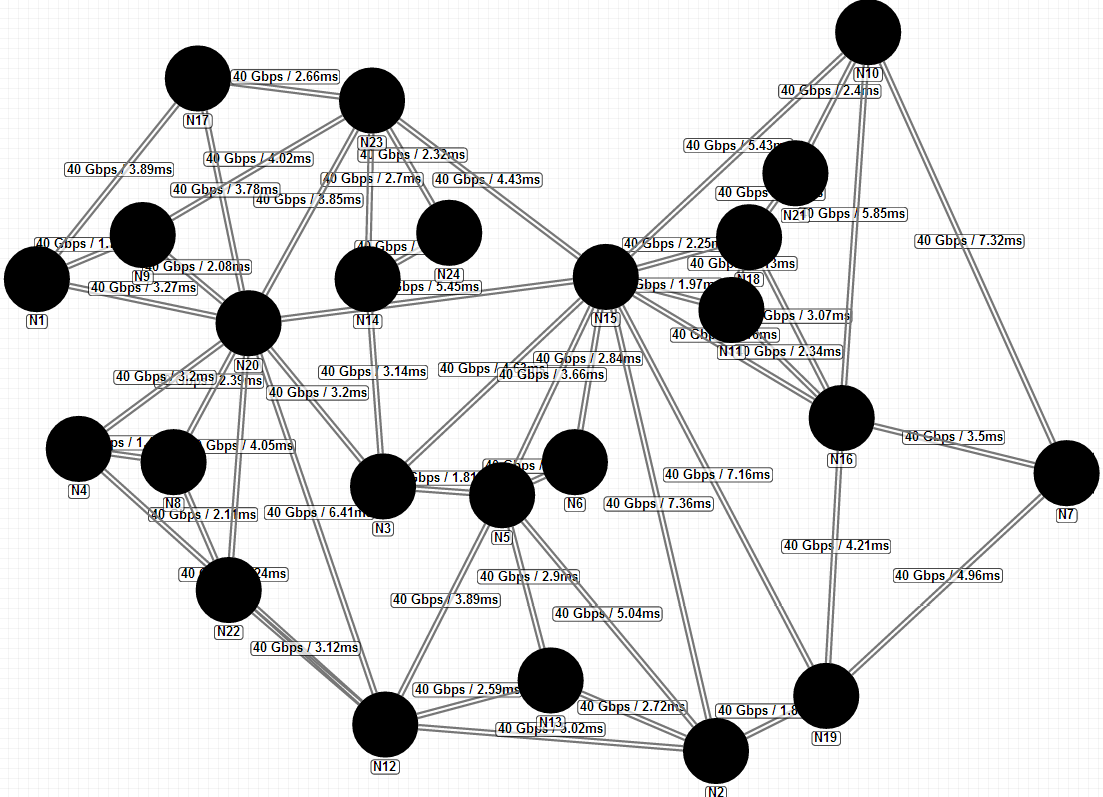 N10
40 Gbps / 2.66ms
40 Gbps / 2.4ms
N17
N23
40 Gbps / 5.43
40 Gbps / 2.32ms
40 Gbps / 4.02ms
40 Gbps / 3.89ms
40 Gbps / 2.7ms
40 Gbps / 4.43ms
40 Gbps / 3.78ms
40 Gbps
40 Gbps / 3.85ms
N21
40 Gbps / 5.85ms
40 Gbps / 7.32ms
40 Gbps /
40 Gbps /
40 Gbps / 2.25
N9
40 Gbps / 2.08ms
N24
40 Gbps
N18
40 Gbps / 3.27ms
Gbps / 5.45ms
Gbps / 1.97
N1
N14
N15
Gbps / 3.07ms
40
N11
Gbps / 2.34ms
40 Gbps / 2.84ms
N20
40 Gbps / 3.2ms
2.39ms
40 Gbps / 3.14ms
40 Gbps /
40 Gbps / 3.66ms
40 Gbps / 3.2ms
40 Gbps / 3.5ms
Gbps / 4.05ms
N16
40 Gbps /
40 Gbps / 7.16ms
Gbps / 1.81
N4
N8
N6
40 Gbps / 7.36ms
40 Gbps / 2.11ms
40 Gbps / 6.41ms
N3
N7
N5
40 Gbps / 4.21ms
40
40 Gbps / 2.9ms
40 Gbps / 4.96ms
40 Gbps / 3.89ms
40 Gbps / 5.04ms
N22
40 Gbps / 3.12ms
40 Gbps / 2.59ms
40 Gbps / 2.72ms
40 Gbps / 1.8
N13
40 Gbps / 5.02ms
N19
N12
N2